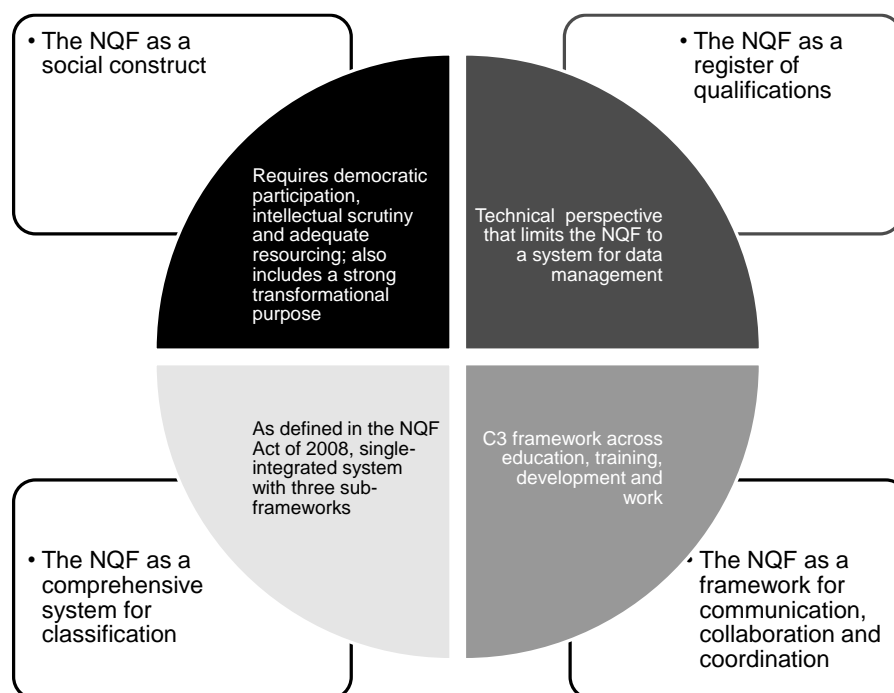 • The NQF as a
social construct
• The NQF as a
register of
qualifications
Requires democratic
participation,
intellectual scrutiny
and adequate
resourcing; also
includes a strong
transformational
purpose
Technical perspective
that limits the NQF to
a system for data
management
As defined in the NQF
Act of 2008, single-
integrated system
with three sub-
frameworks
C3 framework across
education, training,
development and
work
• The NQF as a
comprehensive
system for
classification
• The NQF as a
framework for
communication,
collaboration and
coordination